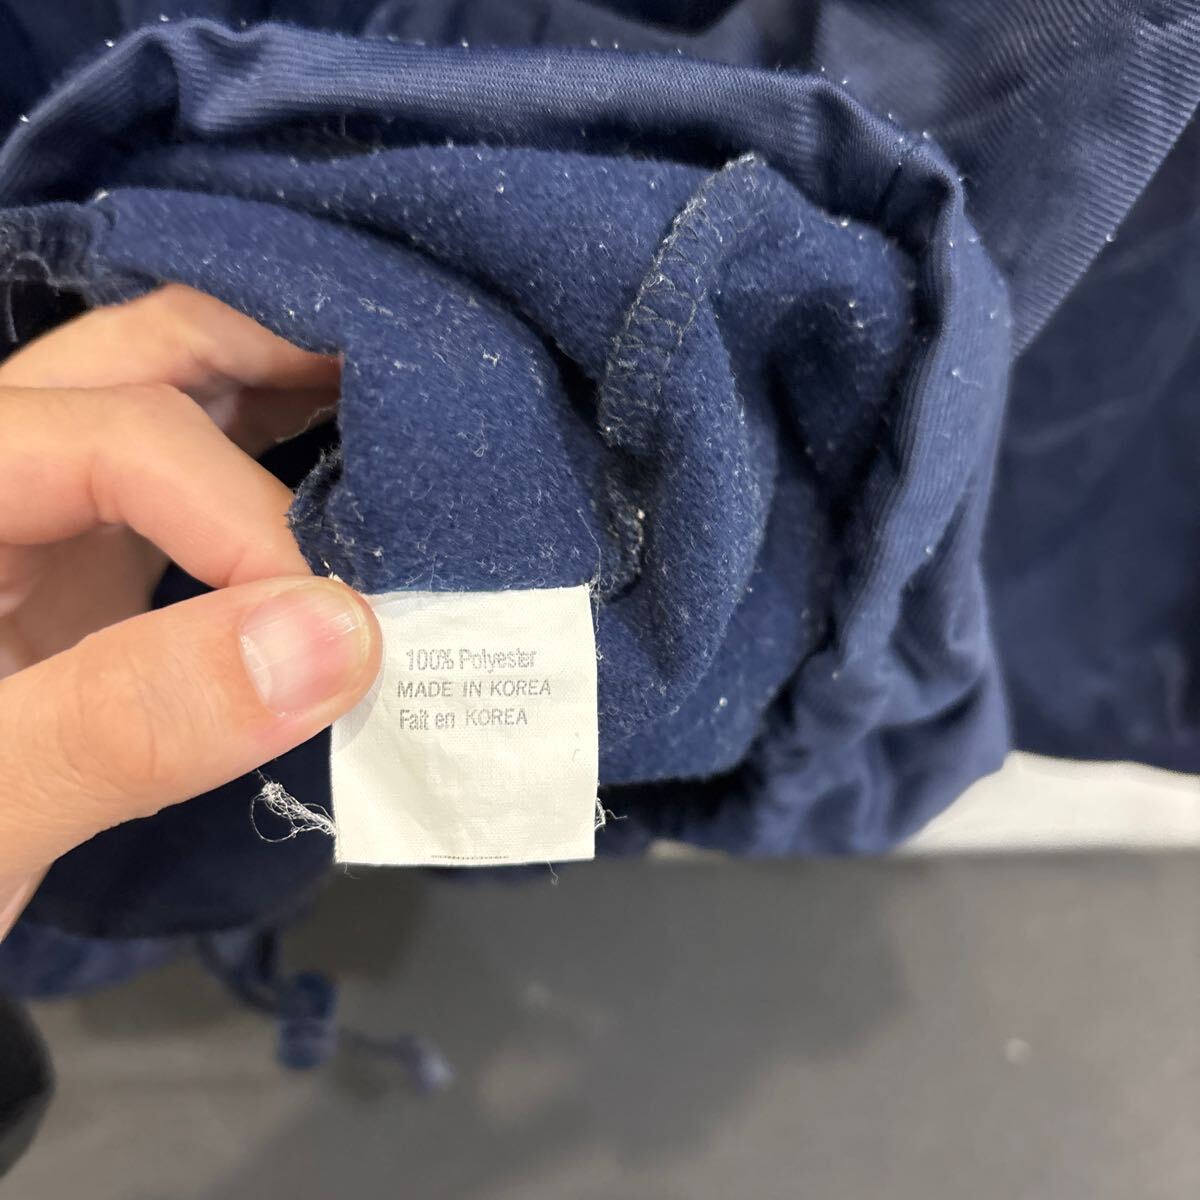 100% Polyester
MADE IN KOREA
Fait en KOREA